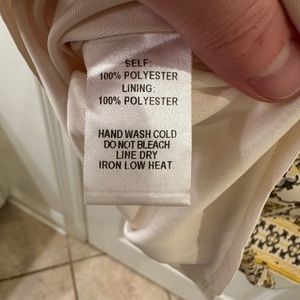 SELF:
100% POLYESTER
LINING:
100% POLYESTER
HAND WASH COLD
DO NOT BLEACH
LINE DRY
IRON LOW HEAT